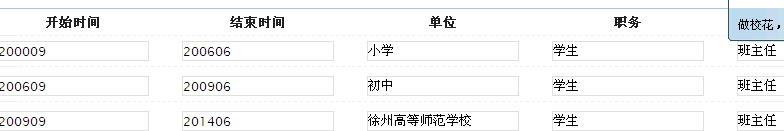 开始时间 结束时间 单位 职务
做校花，
200009 200606 小学 学生 班主任
200609 200906 初中 学生 班主任
200909 201406 徐州高等师范学校 学生 班主任